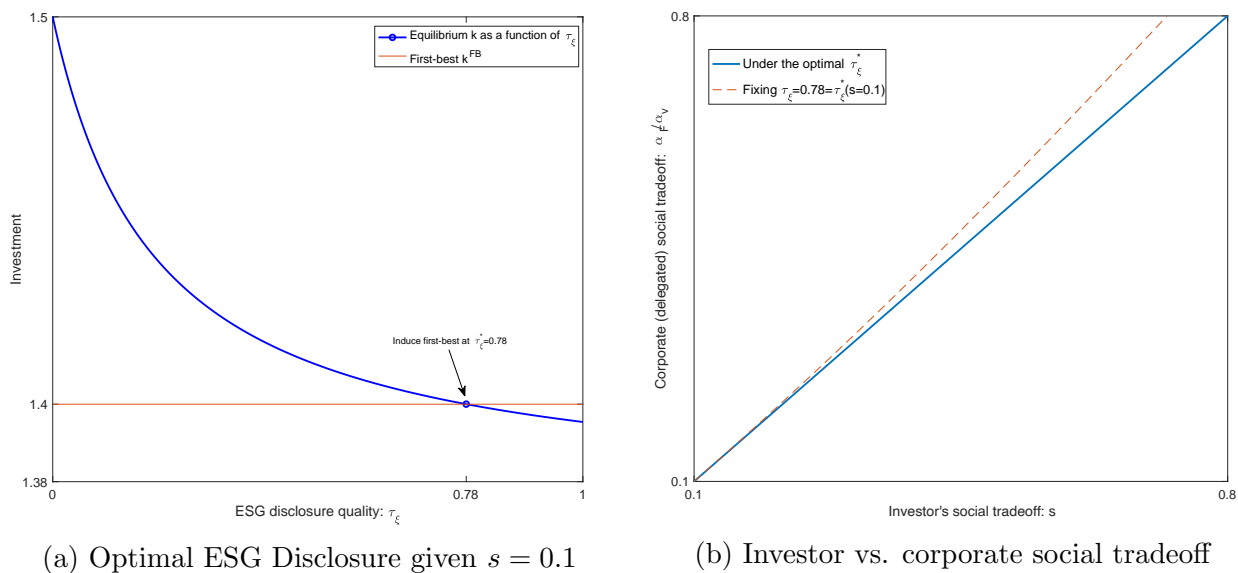 1.5
Equilibrium k as a function of τ_ξ
First-best k^FB
Investment
Induce first-best at τ*_ξ=0.78
1.4
1.38
0
0.78
1
ESG disclosure quality: τ_ξ
(a) Optimal ESG Disclosure given s = 0.1
0.8
Under the optimal τ*_ξ
Fixing τ_ξ=0.78=τ*_ξ(s=0.1)
Corporate (delegated) social tradeoff: α_F/α_v
0.1
0.1
0.8
Investor's social tradeoff: s
(b) Investor vs. corporate social tradeoff